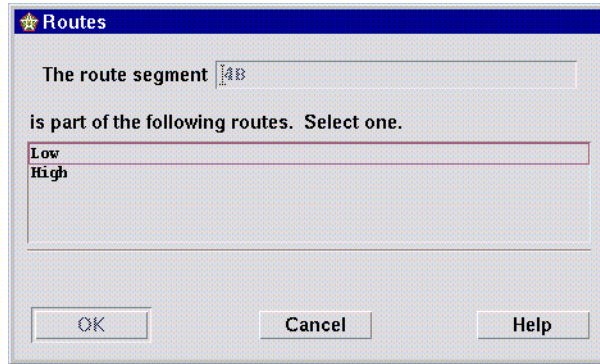 Routes
The route segment 4B
is part of the following routes. Select one.
Low
High
OK Cancel Help